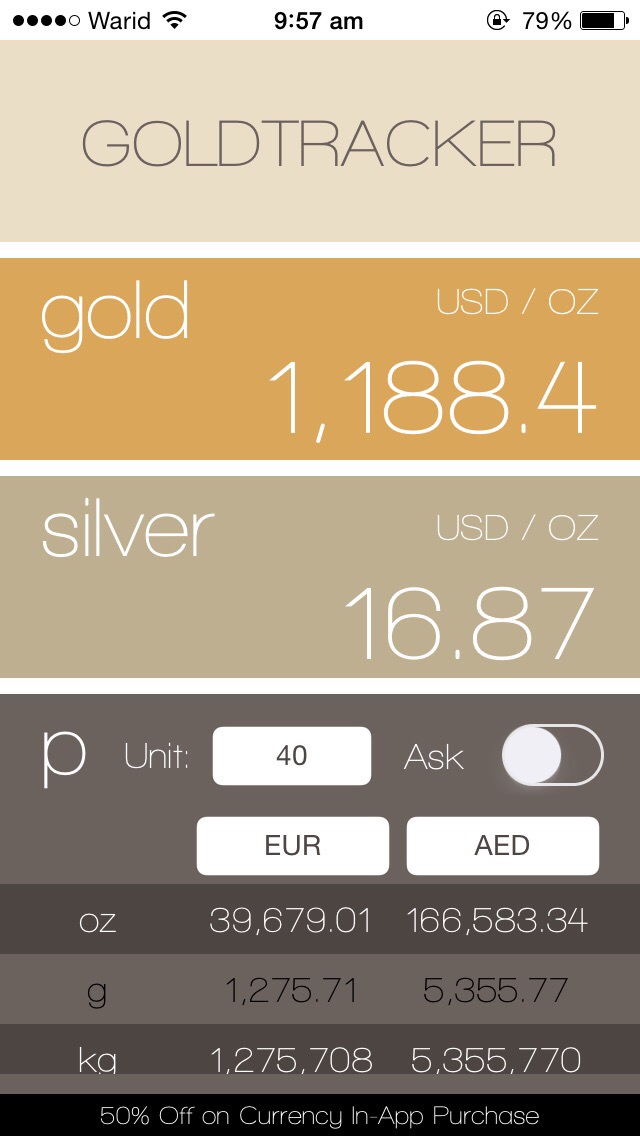 Warid 9:57 am 79%
GOLDTRACKER
gold USD / OZ
1,188.4
silver USD / OZ
16.87
p Unit: 40 Ask
EUR AED
oz 39,679.01 166,583.34
g 1,275.71 5,355.77
kg 1,275,708 5,355,770
50% Off on Currency In-App Purchase